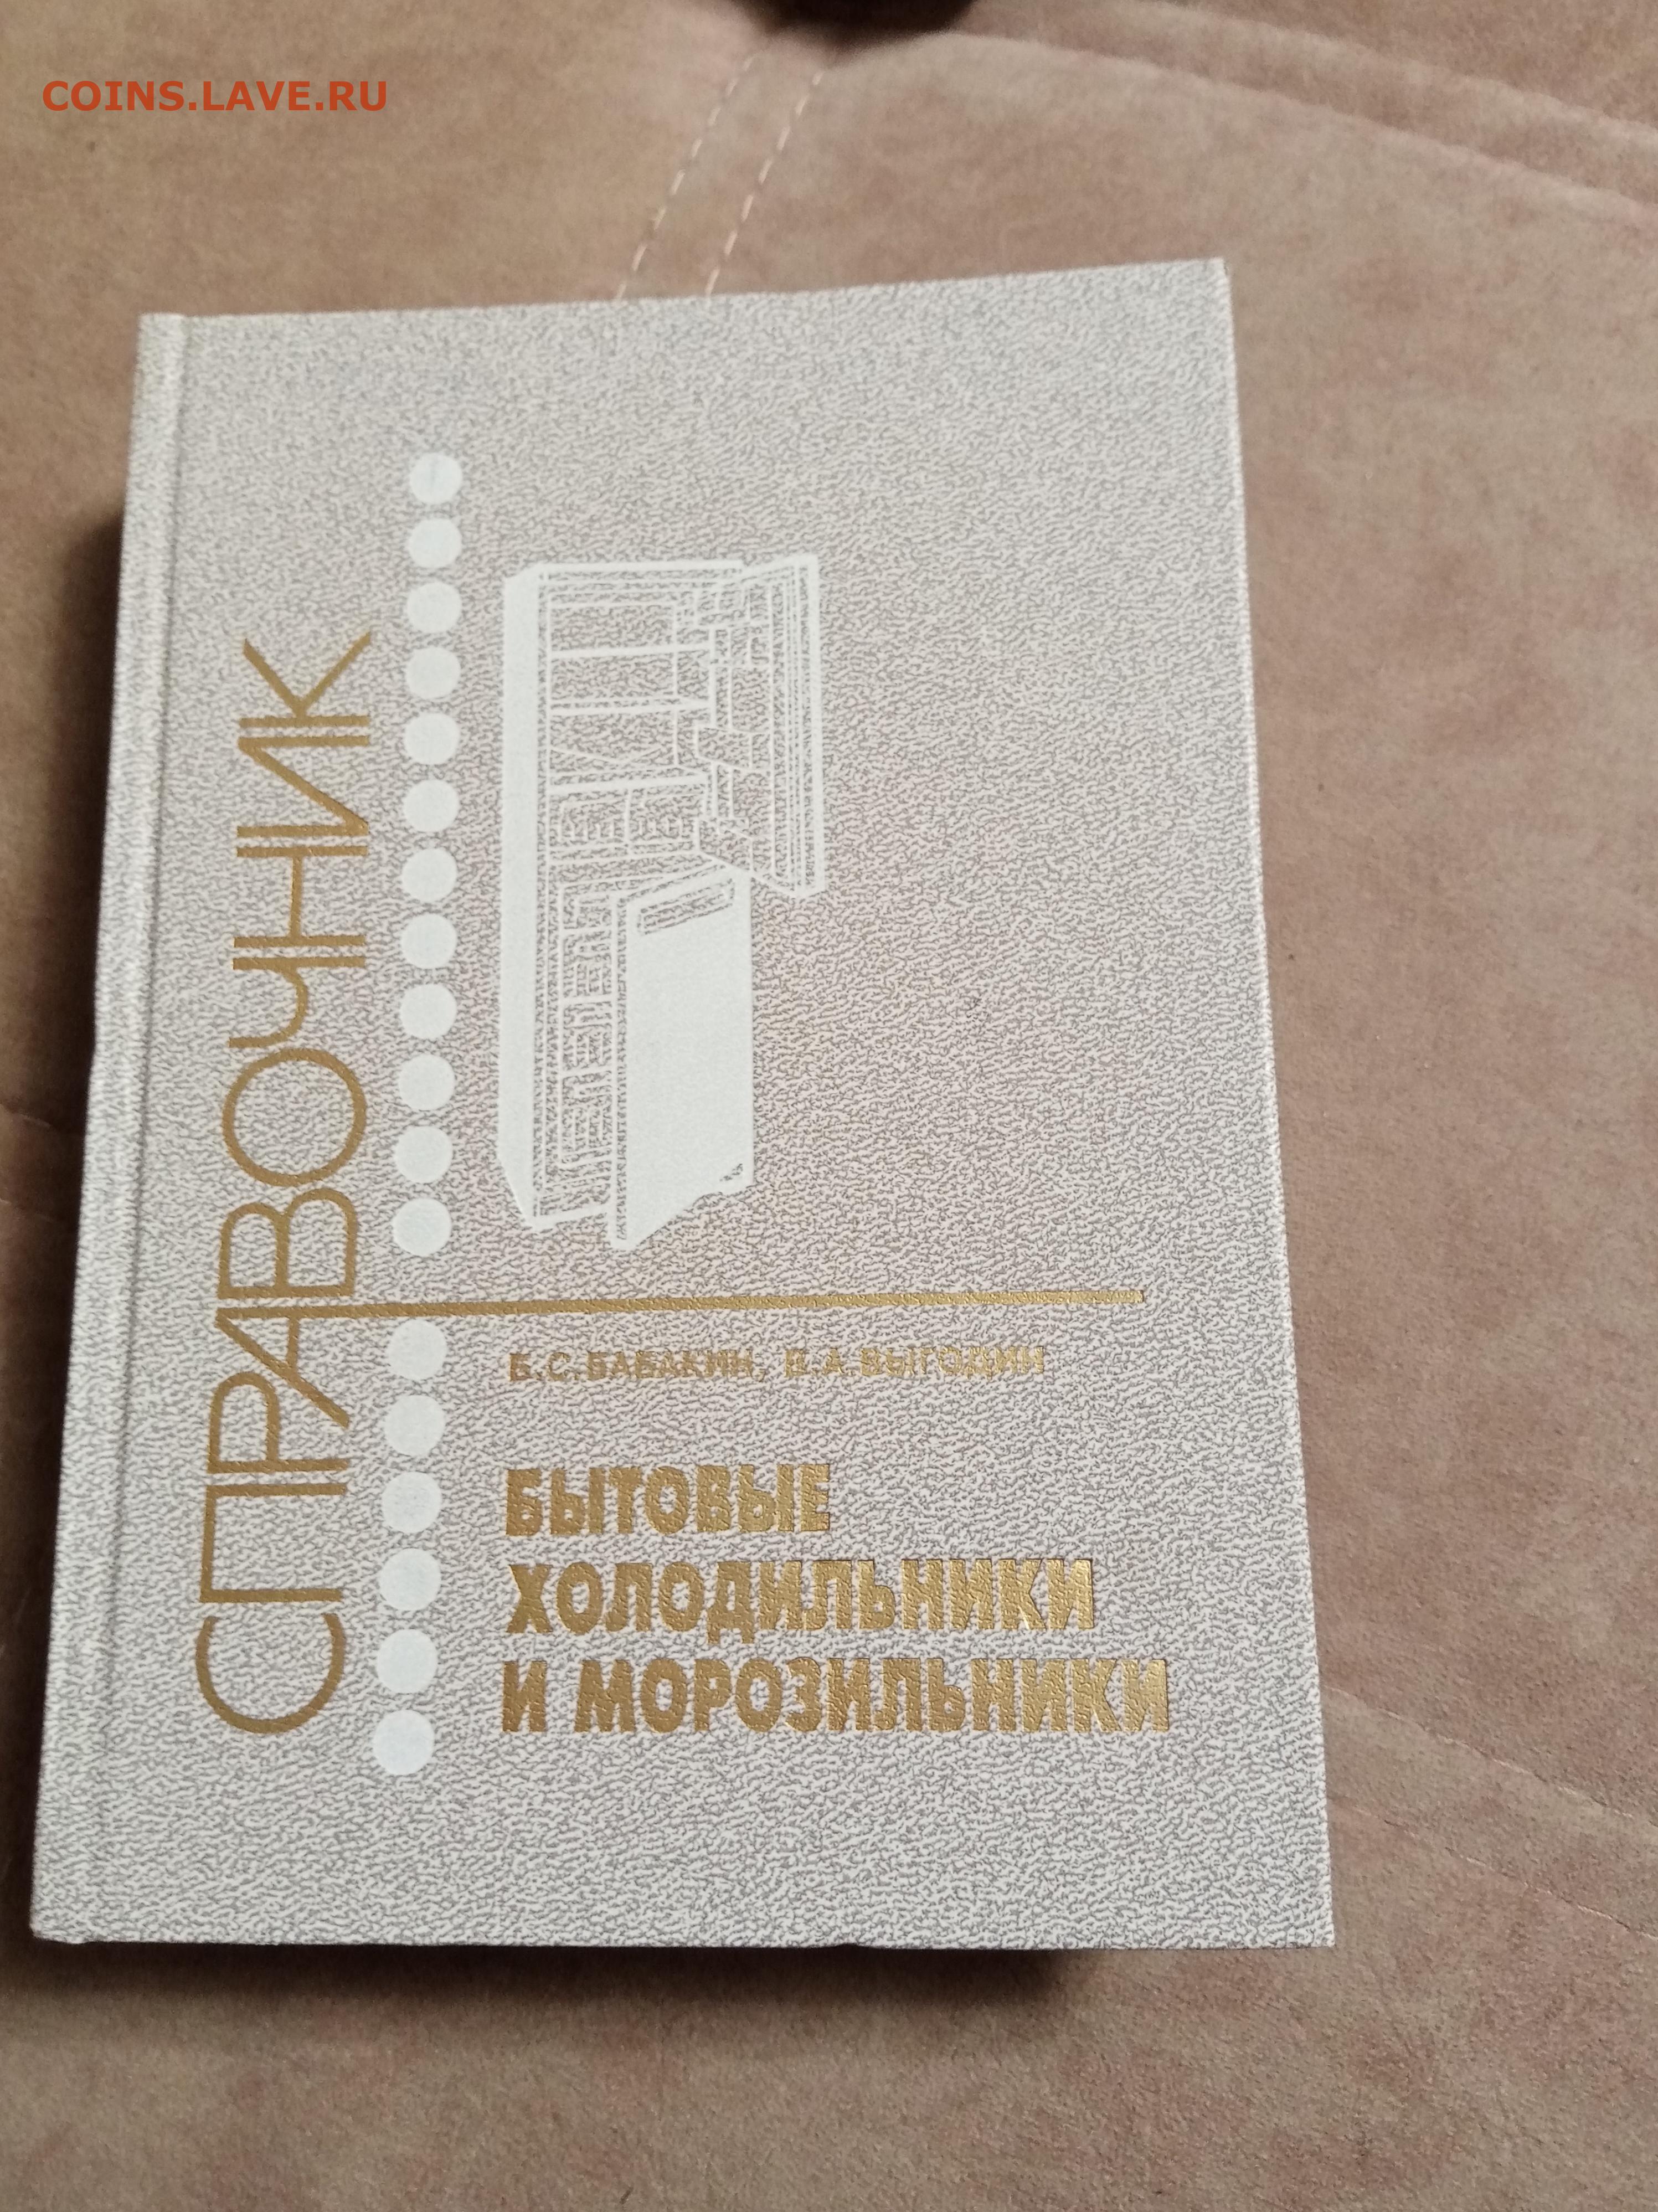 COINS.LAVE.RU
СПРАВОЧНИК
Б.С.БАБАКИН, В.А.ВЫГОДИН
БЫТОВЫЕ
ХОЛОДИЛЬНИКИ
И МОРОЗИЛЬНИКИ